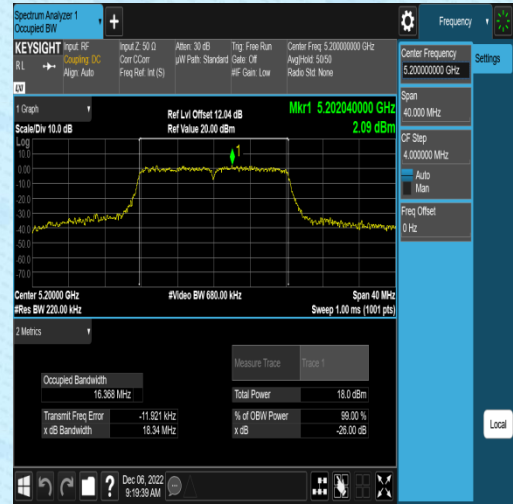 Spectrum Analyzer 1
Occupied BW
Frequency
KEYSIGHT Input: RF Input Z: 50 Ω Atten: 30 dB Trig: Free Run Center Freq: 5.200000000 GHz
RL Coupling: DC Corr CCorr µW Path: Standard Gate: Off Avg|Hold: 50/50
Align: Auto Freq Ref: Int (S) #IF Gain: Low Radio Std: None
Center Frequency
5.200000000 GHz
Settings
Span
40.000 MHz
CF Step
4.000000 MHz
Auto
Man
Freq Offset
0 Hz
1 Graph
Ref Lvl Offset 12.04 dB Mkr1 5.202040000 GHz
Scale/Div 10.0 dB Ref Value 20.00 dBm 2.09 dBm
Log
10.0
0.00
-10.0
-20.0
-30.0
-40.0
-50.0
-60.0
-70.0
1
Center 5.20000 GHz #Video BW 680.00 kHz Span 40 MHz
#Res BW 220.00 kHz Sweep 1.00 ms (1001 pts)
2 Metrics
Measure Trace Trace 1
Occupied Bandwidth
16.368 MHz Total Power 18.0 dBm
Transmit Freq Error -11.921 kHz % of OBW Power 99.00 %
x dB Bandwidth 18.34 MHz x dB -26.00 dB
Local
? Dec 06, 2022
9:19:39 AM